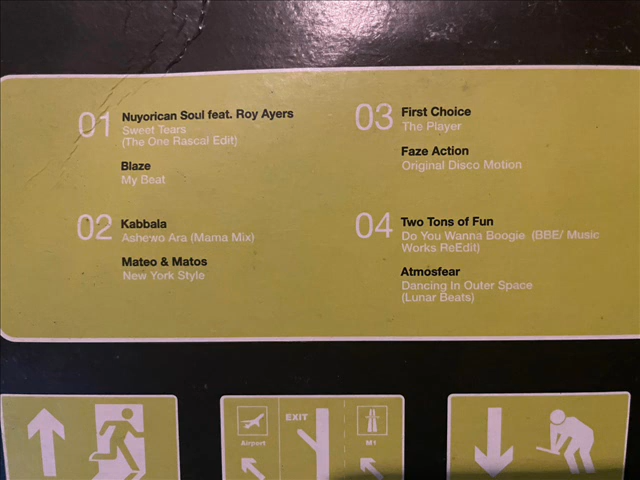 01
Nuyorican Soul feat. Roy Ayers
Sweet Tears
(The One Rascal Edit)
Blaze
My Beat
02
Kabbala
Ashewo Ara (Mama Mix)
Mateo & Matos
New York Style
03
First Choice
The Player
Faze Action
Original Disco Motion
04
Two Tons of Fun
Do You Wanna Boogie (BBE/ Music
Works ReEdit)
Atmosfear
Dancing In Outer Space
(Lunar Beats)
Airport
EXIT
M1